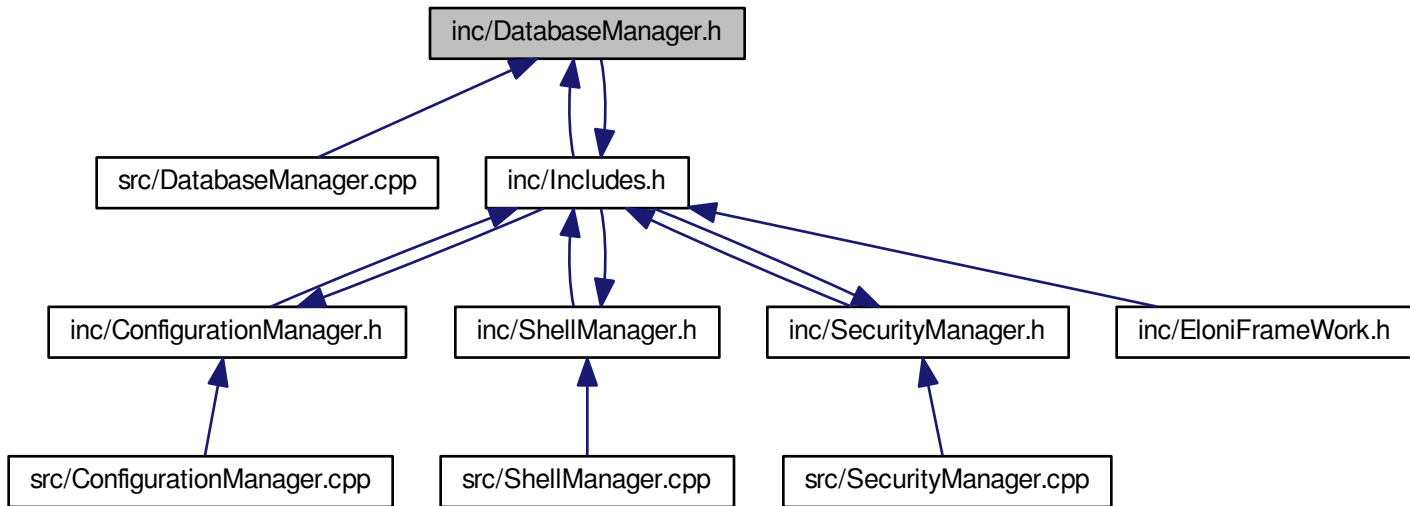 inc/DatabaseManager.h
src/DatabaseManager.cpp
inc/Includes.h
inc/ConfigurationManager.h
inc/ShellManager.h
inc/SecurityManager.h
inc/EloniFrameWork.h
src/ConfigurationManager.cpp
src/ShellManager.cpp
src/SecurityManager.cpp